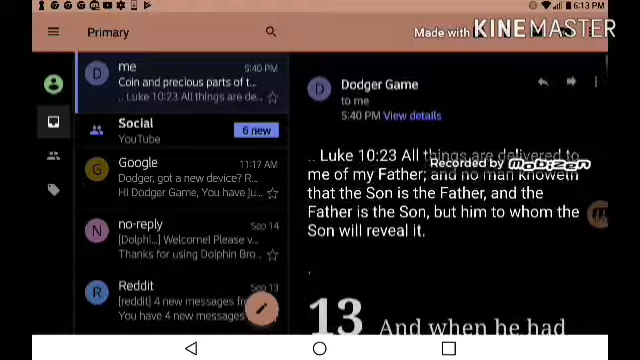 6:13 PM
Primary
Made with
KINEMASTER
D
me
5:40 PM
Coin and precious parts of t...
.. Luke 10:23 All things are de...
Social
6 new
YouTube
G
Google
11:17 AM
Dodger, got a new device? R...
Hi Dodger Game, You have ju...
N
no-reply
Sep 14
[Dolphi...] Welcome! Please v...
Thanks for using Dolphin Bro...
R
Reddit
Sep 13
[reddit] 4 new messages fr
You have 4 new messages
D
Dodger Game
to me
5:40 PM View details
Recorded by
MOBIZEN
.. Luke 10:23 All things are delivered to
me of my Father; and no man knoweth
that the Son is the Father, and the
Father is the Son, but him to whom the
Son will reveal it.
.
13 And when he had